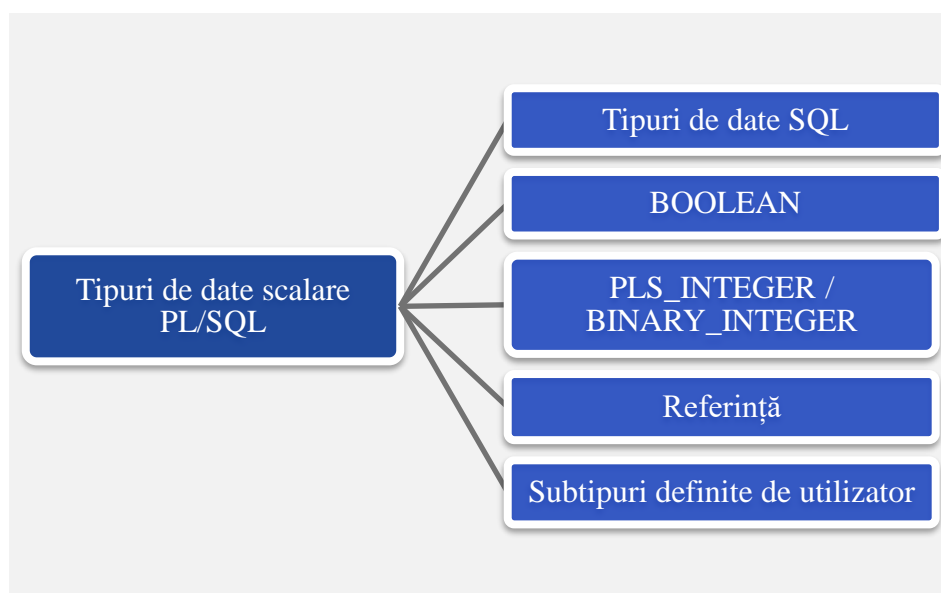 Tipuri de date scalare
PL/SQL
Tipuri de date SQL
BOOLEAN
PLS_INTEGER /
BINARY_INTEGER
Referință
Subtipuri definite de utilizator